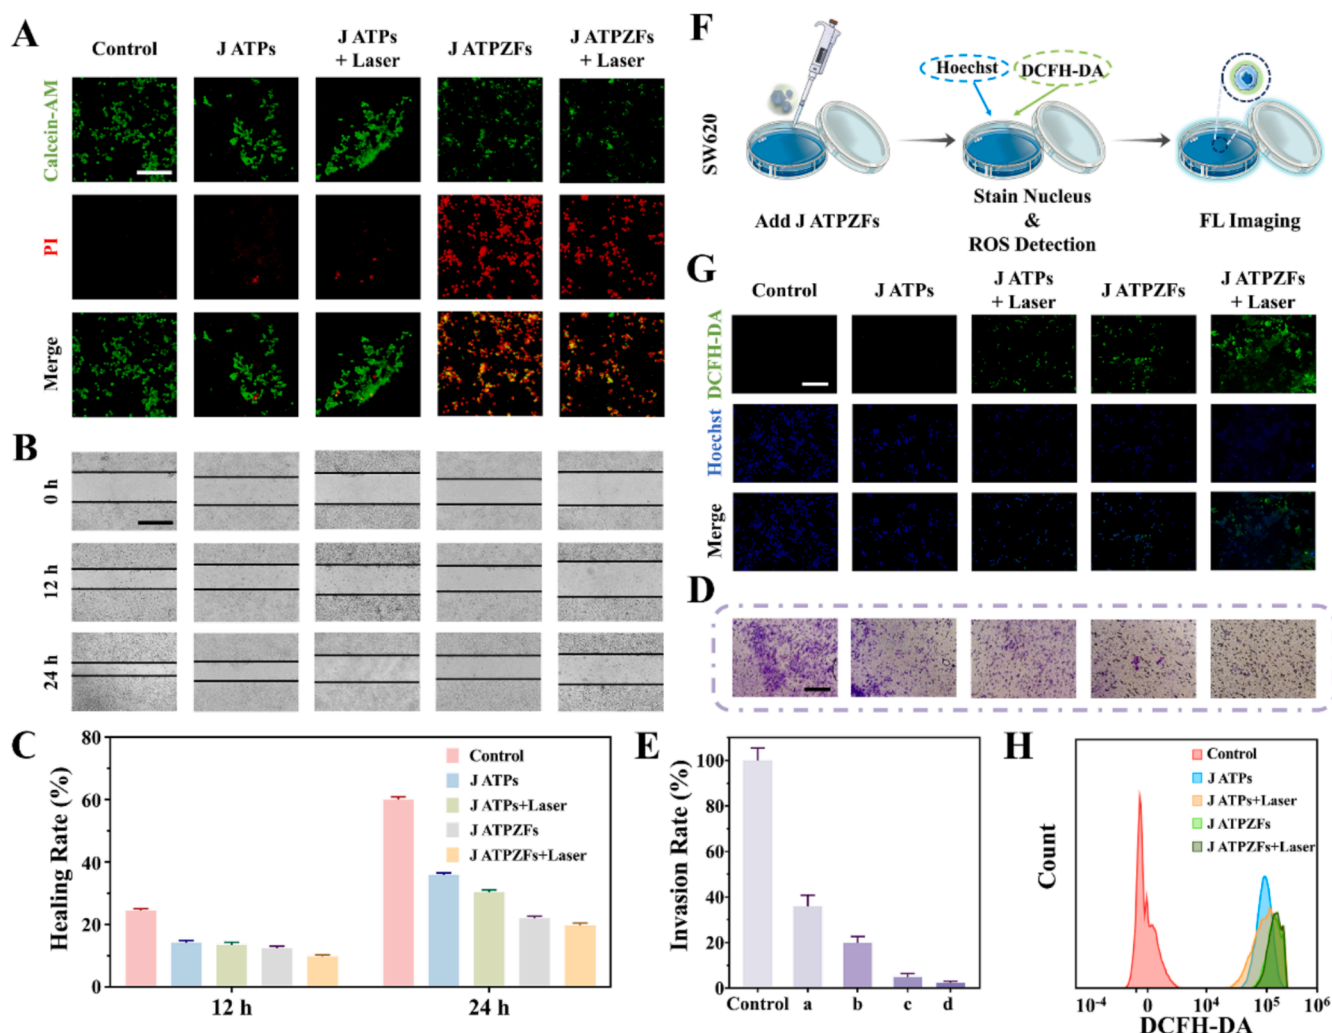 A
Control
J ATPs
J ATPs
+ Laser
J ATPZFs
J ATPZFs
+ Laser
Calcein-AM
PI
Merge
B
0 h
12 h
24 h
C
Healing Rate (%)
80
60
40
20
0
Control
J ATPs
J ATPs+Laser
J ATPZFs
J ATPZFs+Laser
12 h
24 h
F
SW620
Hoechst
DCFH-DA
Add J ATPZFs
Stain Nucleus
&
ROS Detection
FL Imaging
G
Control
J ATPs
J ATPs
+ Laser
J ATPZFs
J ATPZFs
+ Laser
DCFH-DA
Hoechst
Merge
D
E
Invasion Rate (%)
100
80
60
40
20
0
Control a b c d
H
Count
Control
J ATPs
J ATPs+Laser
J ATPZFs
J ATPZFs+Laser
10-4 0 10⁴ 10⁵ 10⁶
DCFH-DA